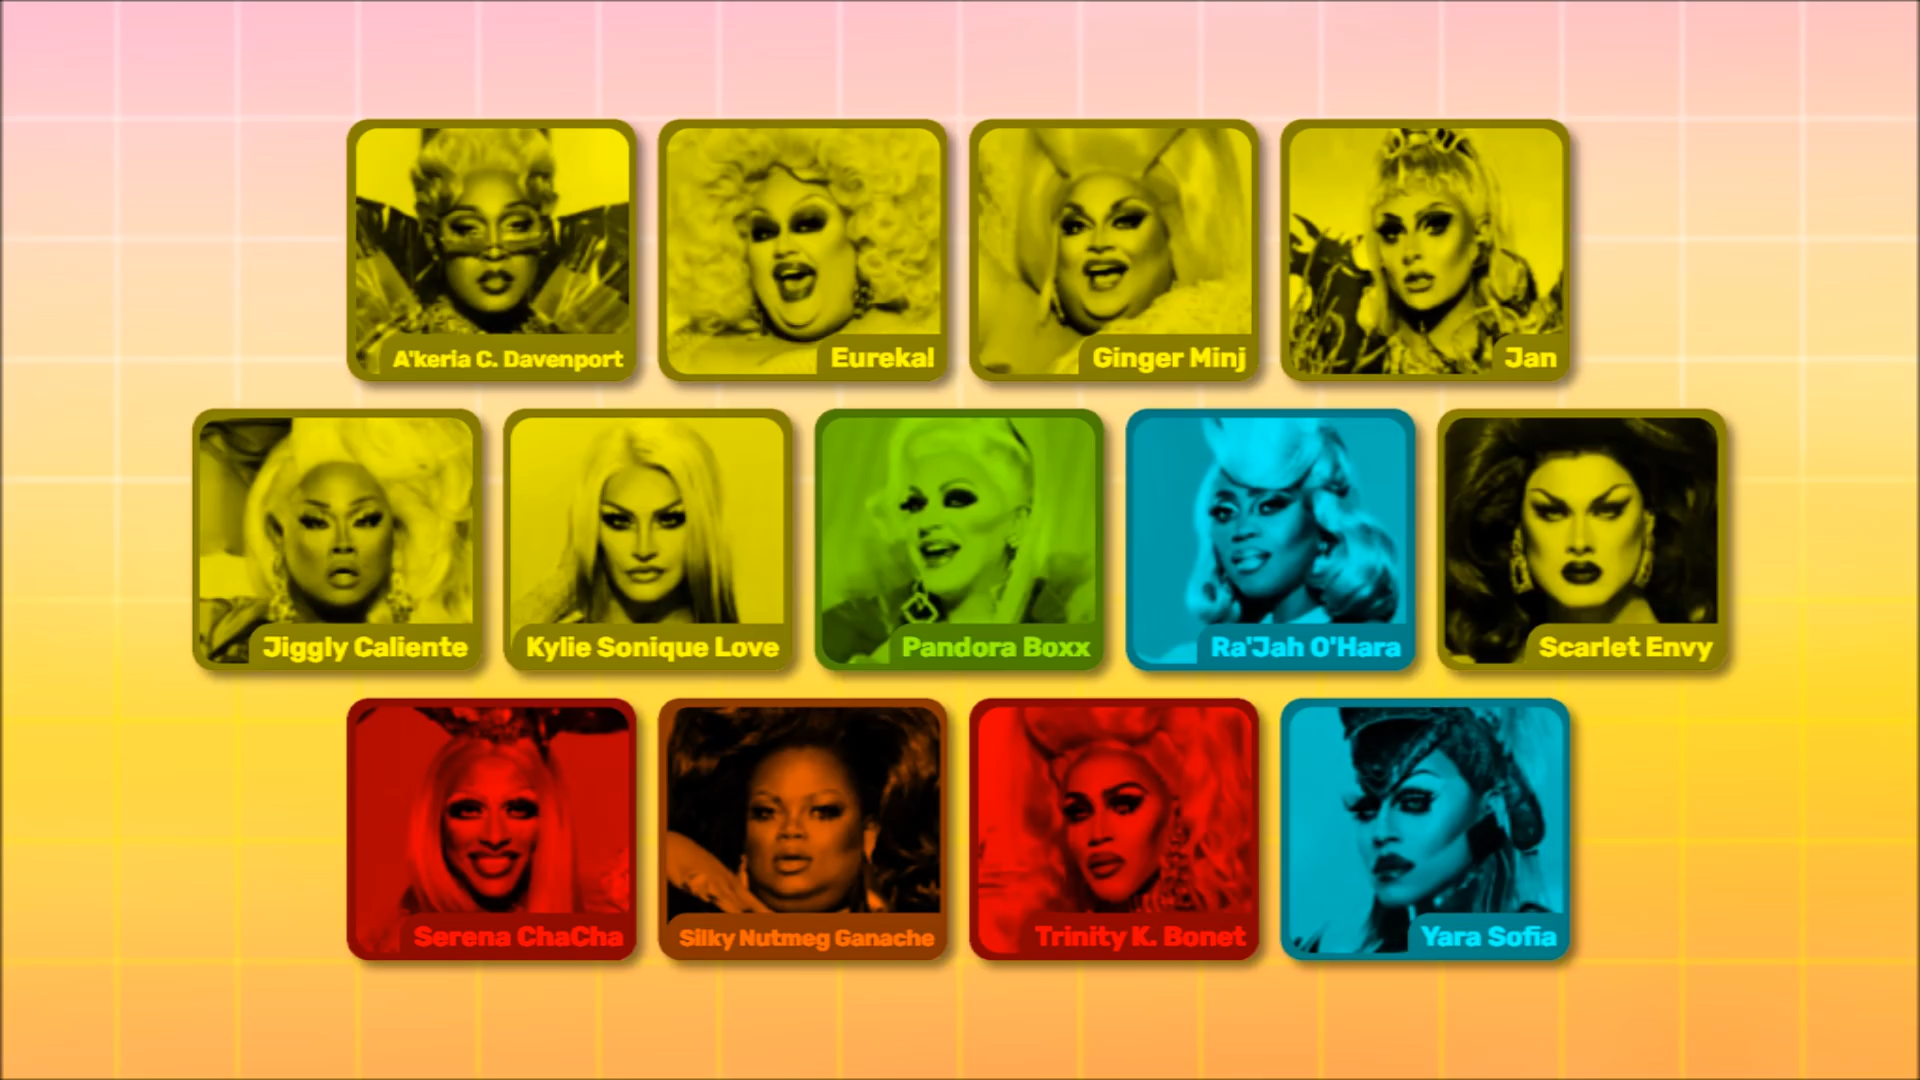 A'keria C. Davenport
Eureka!
Ginger Minj
Jan
Jiggly Caliente
Kylie Sonique Love
Pandora Boxx
Ra'Jah O'Hara
Scarlet Envy
Serena ChaCha
Silky Nutmeg Ganache
Trinity K. Bonet
Yara Sofia